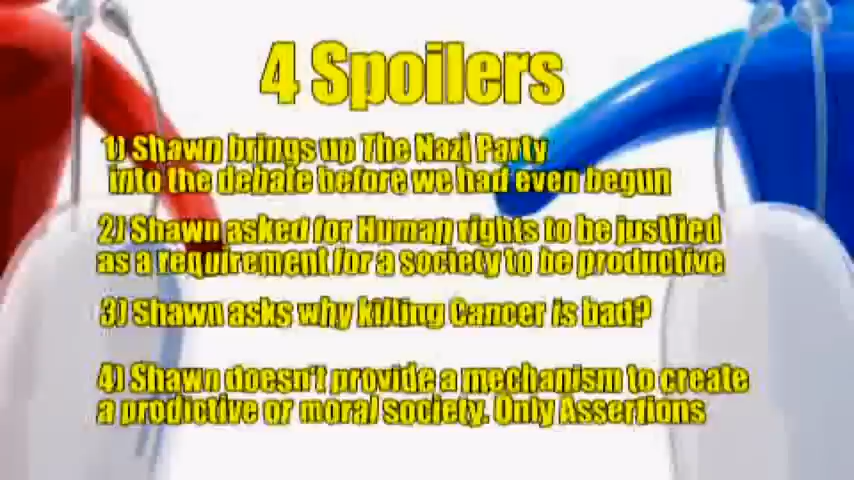 4 Spoilers
1) Shawn brings up The Nazi Party
into the debate before we had even begun
2) Shawn asked for Human rights to be justified
as a requirement for a society to be productive
3) Shawn asks why killing Cancer is bad?
4) Shawn doesn't provide a mechanism to create
a prodictive or moral society. Only Assertions